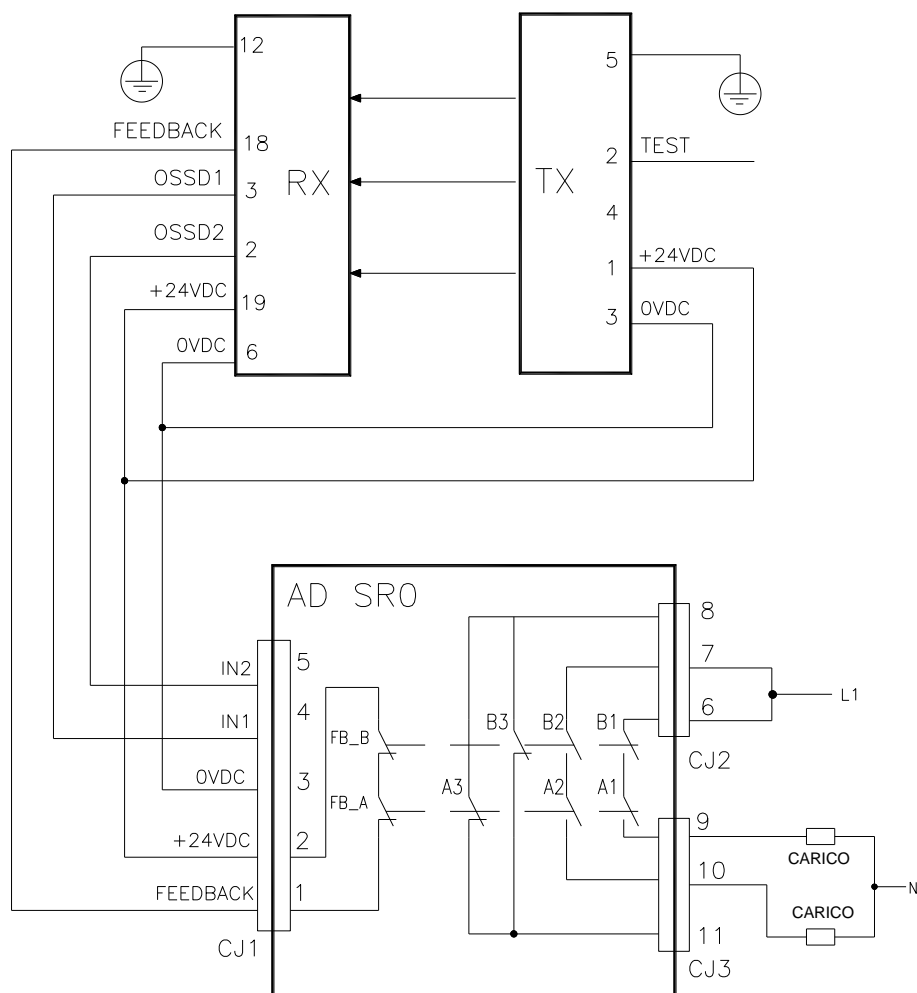 12
5
FEEDBACK
18
TEST
2
OSSD1
3
RX
TX
4
OSSD2
2
+24VDC
1
+24VDC
19
0VDC
3
0VDC
6
AD SR0
8
IN2
5
7
L1
6
IN1
4
FB_B
B3
B2
B1
CJ2
0VDC
3
FB_A
A3
A2
A1
9
+24VDC
2
CARICO
10
N
FEEDBACK
1
CARICO
11
CJ1
CJ3